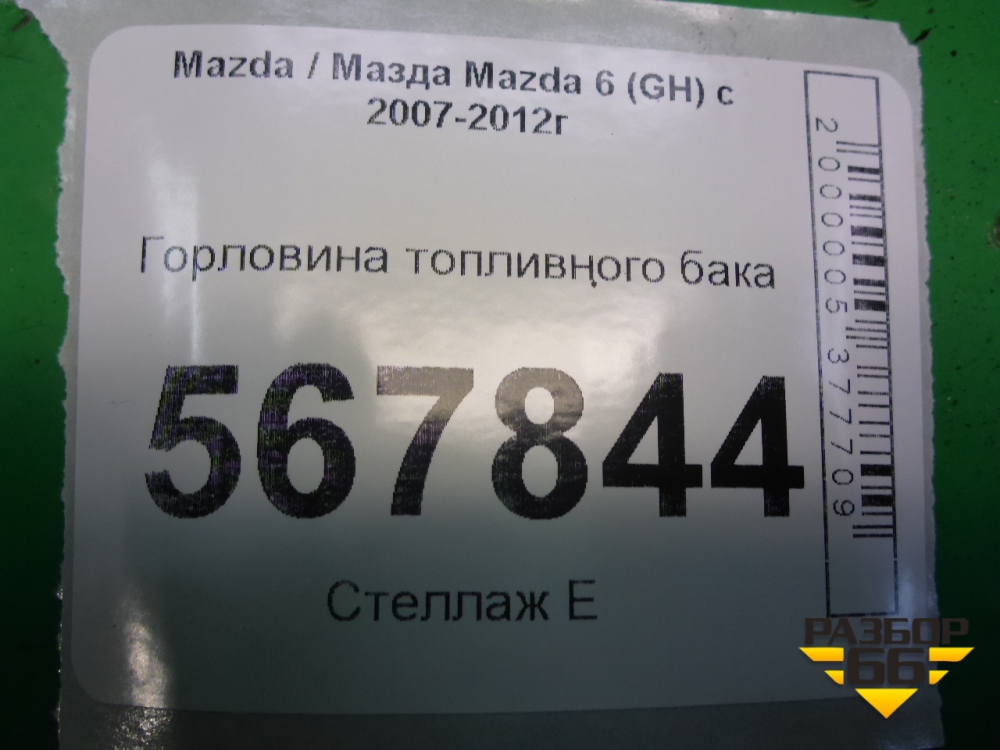 Mazda / Мазда Mazda 6 (GH) с
2007-2012г
Горловина топливного бака
567844
Стеллаж Е
2000005377709
РАЗБОР
66